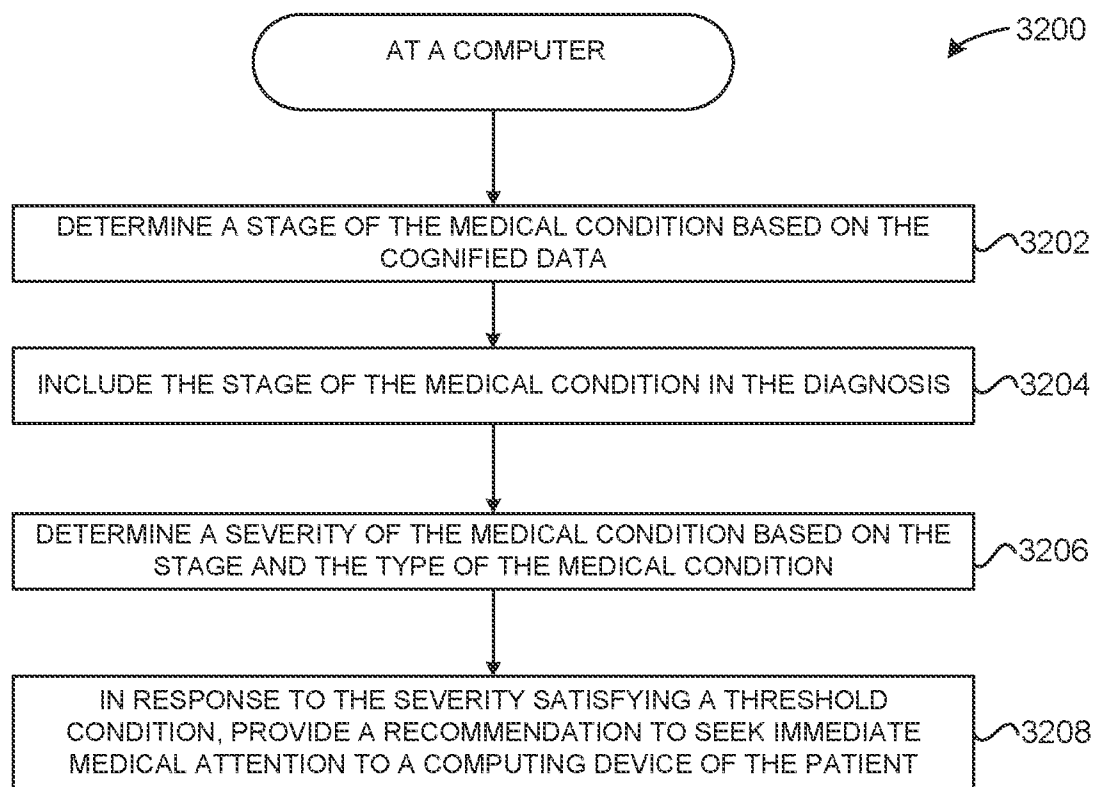 AT A COMPUTER
3200
DETERMINE A STAGE OF THE MEDICAL CONDITION BASED ON THE
COGNIFIED DATA
3202
INCLUDE THE STAGE OF THE MEDICAL CONDITION IN THE DIAGNOSIS
3204
DETERMINE A SEVERITY OF THE MEDICAL CONDITION BASED ON THE
STAGE AND THE TYPE OF THE MEDICAL CONDITION
3206
IN RESPONSE TO THE SEVERITY SATISFYING A THRESHOLD
CONDITION, PROVIDE A RECOMMENDATION TO SEEK IMMEDIATE
MEDICAL ATTENTION TO A COMPUTING DEVICE OF THE PATIENT
3208